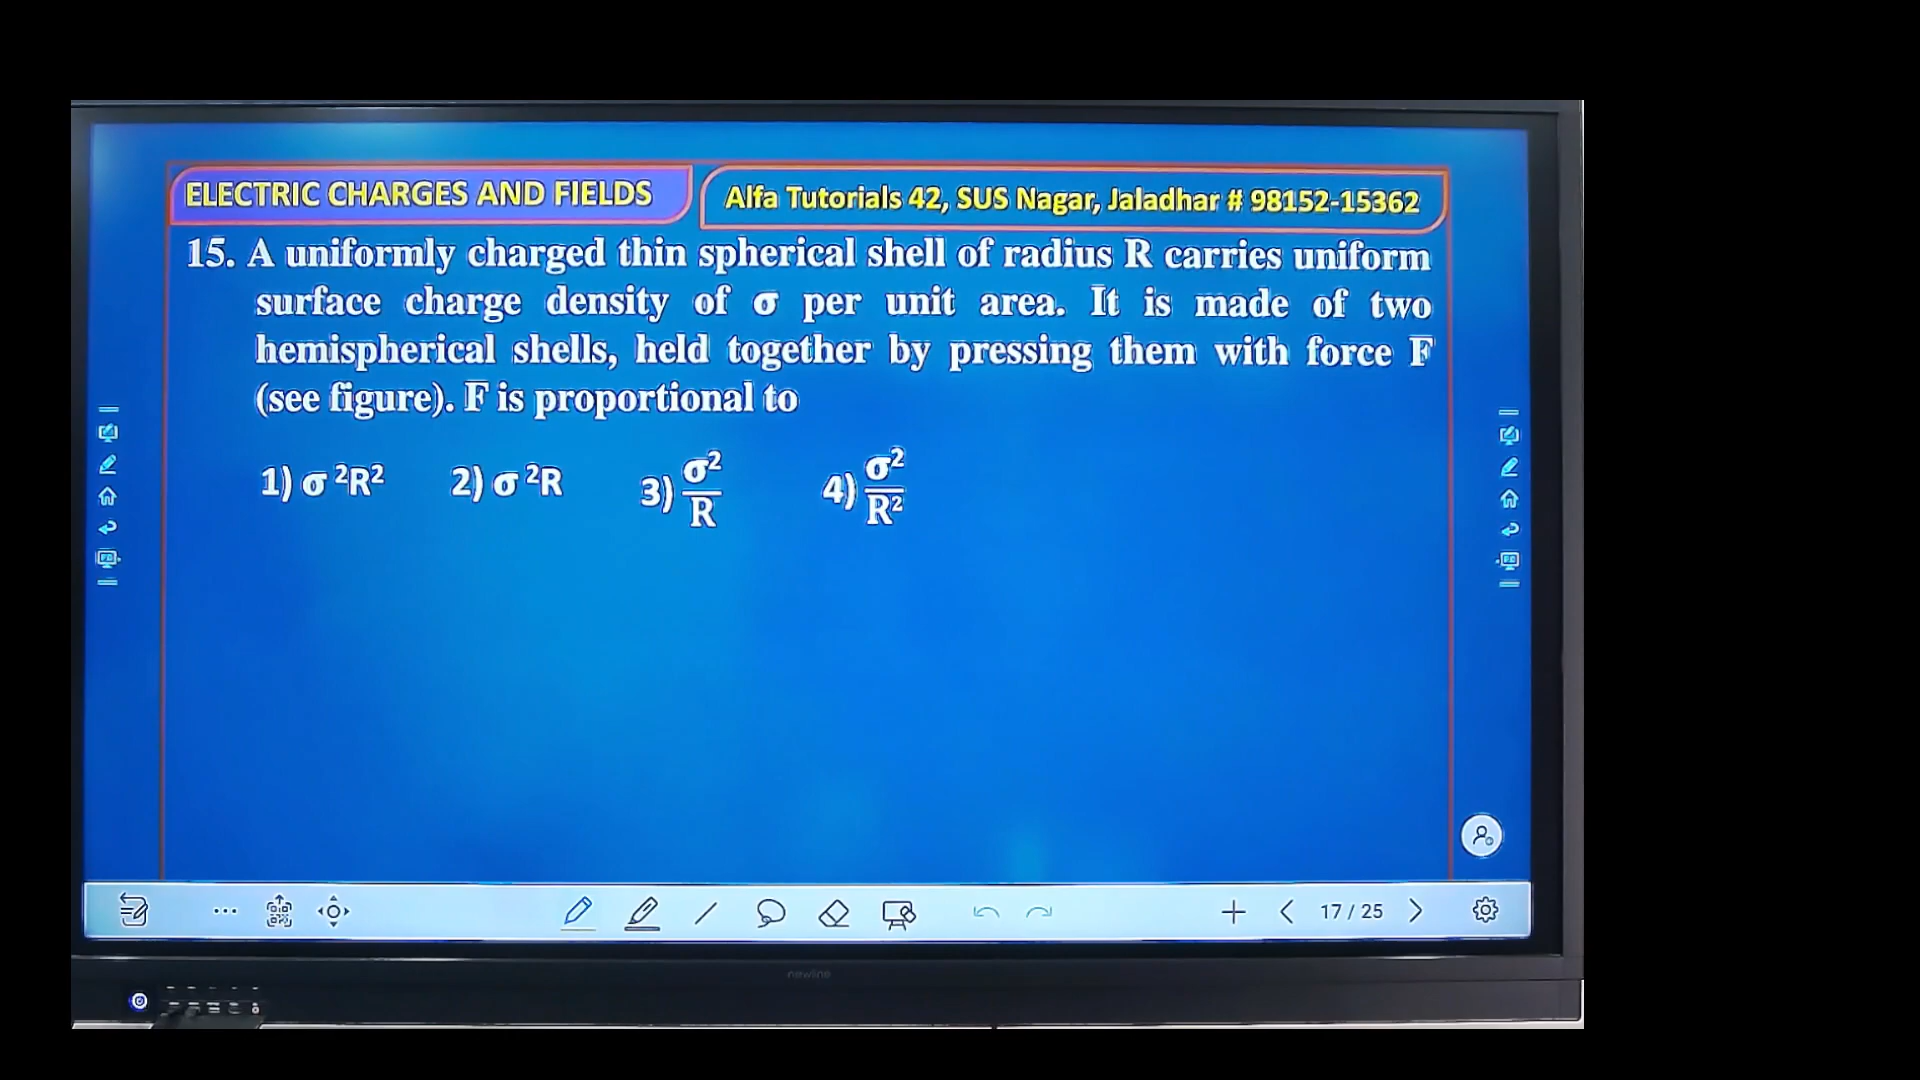 ELECTRIC CHARGES AND FIELDS
Alfa Tutorials 42, SUS Nagar, Jaladhar # 98152-15362
15. A uniformly charged thin spherical shell of radius R carries uniform
surface charge density of σ per unit area. It is made of two
hemispherical shells, held together by pressing them with force F
(see figure). F is proportional to
1) σ ²R² 2) σ ²R 3) σ²/R 4) σ²/R²
17 / 25
newline